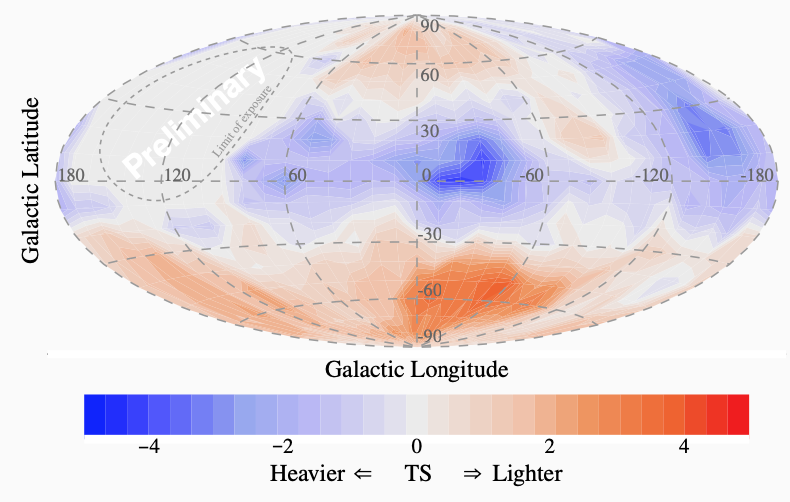 90
60
30
180
120
60
0
-60
-120
-180
-30
-60
-90
Preliminary
Limit of exposure
Galactic Latitude
Galactic Longitude
−4 −2 0 2 4
Heavier ⇐ TS ⇒ Lighter